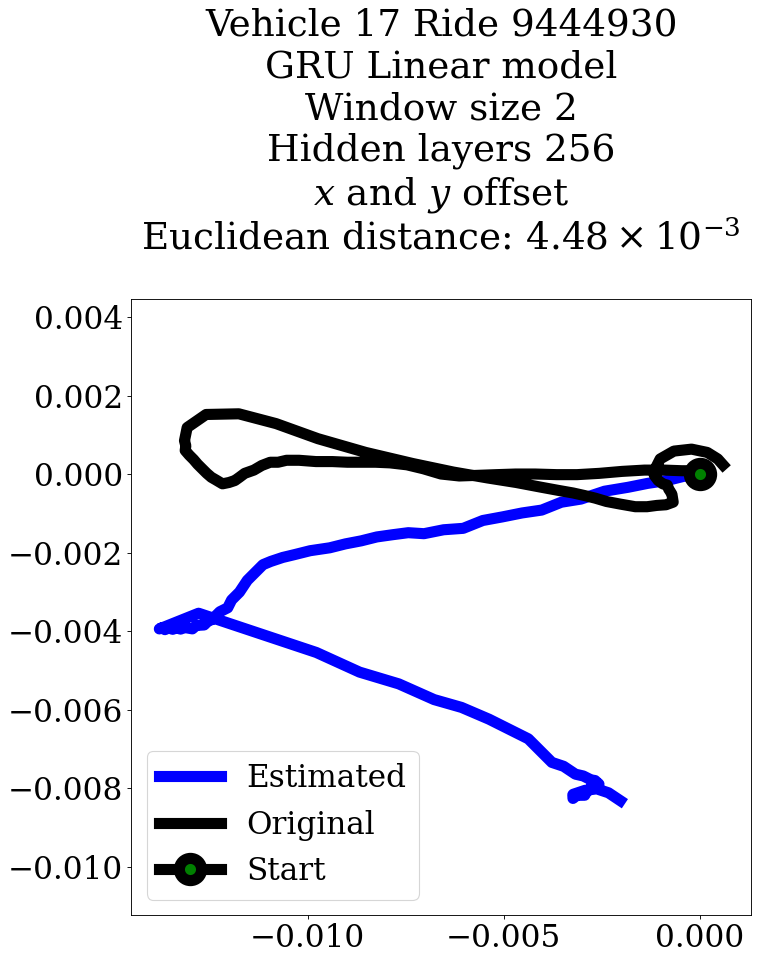 Vehicle 17 Ride 9444930
GRU Linear model
Window size 2
Hidden layers 256
x and y offset
Euclidean distance: 4.48 × 10⁻³
0.004
0.002
0.000
−0.002
−0.004
−0.006
−0.008
−0.010
Estimated
Original
Start
−0.010 −0.005 0.000